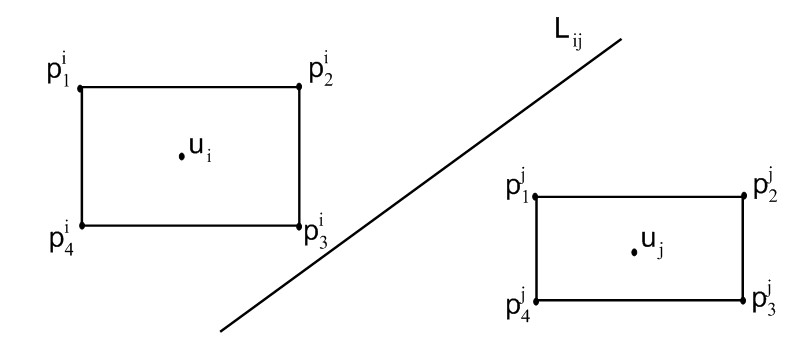 L_ij
p_1^i
p_2^i
u_i
p_4^i
p_3^i
p_1^j
p_2^j
u_j
p_4^j
p_3^j